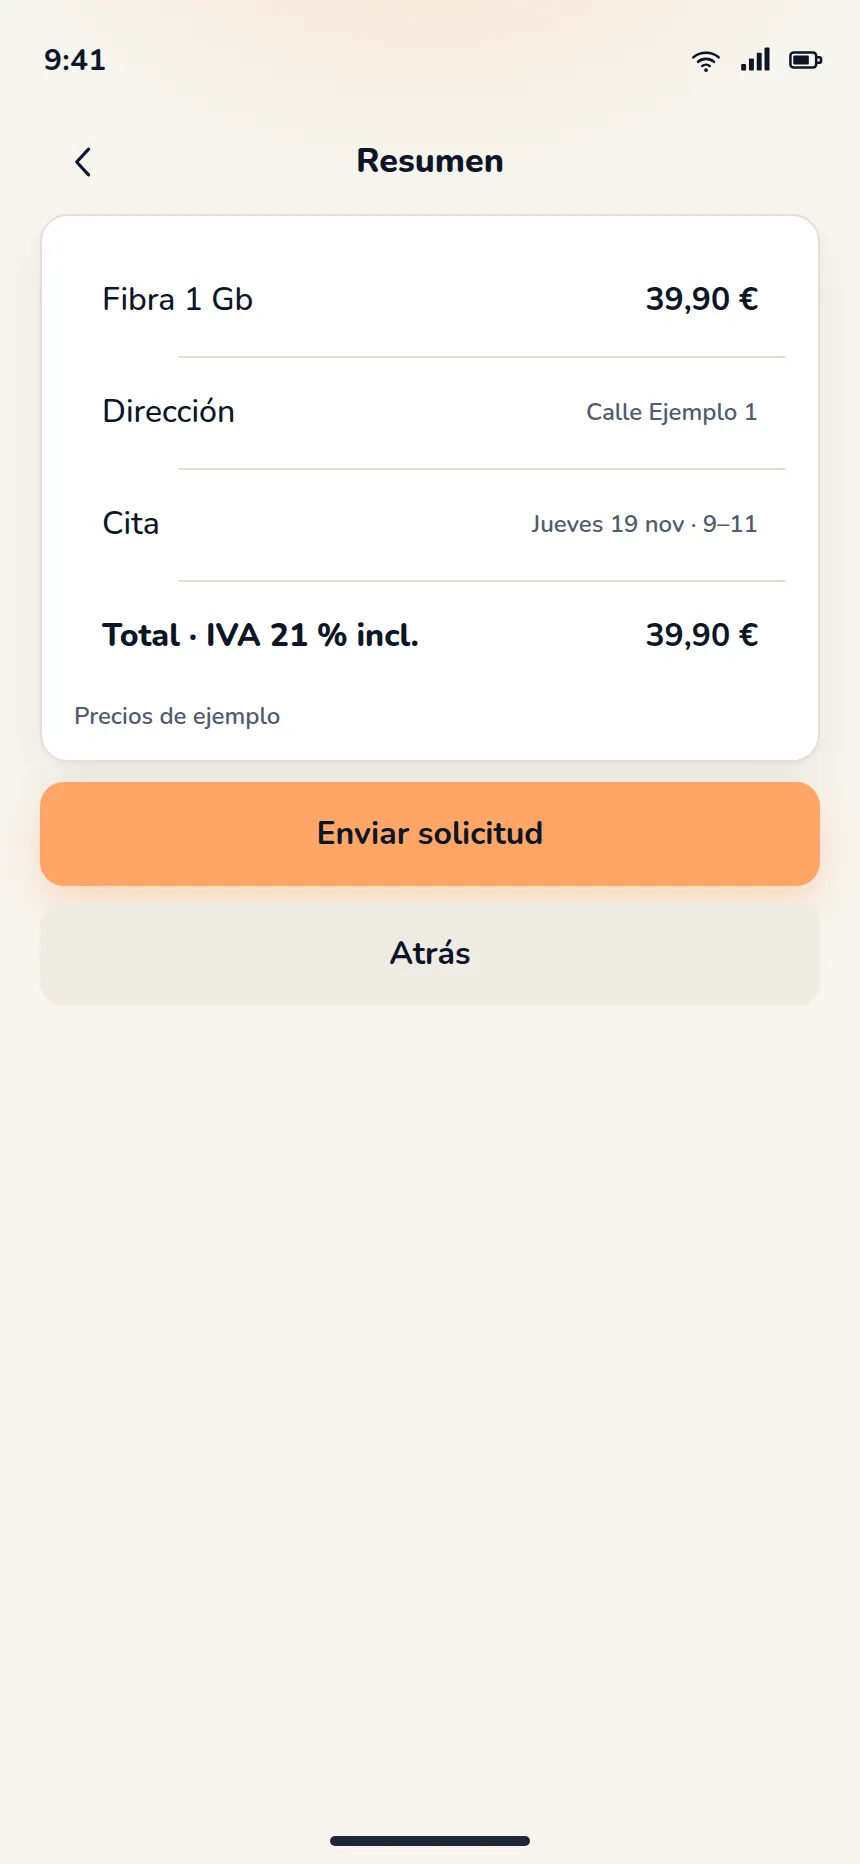 9:41
Resumen
Fibra 1 Gb 39,90 €
Dirección Calle Ejemplo 1
Cita Jueves 19 nov · 9–11
Total · IVA 21 % incl. 39,90 €
Precios de ejemplo
Enviar solicitud
Atrás